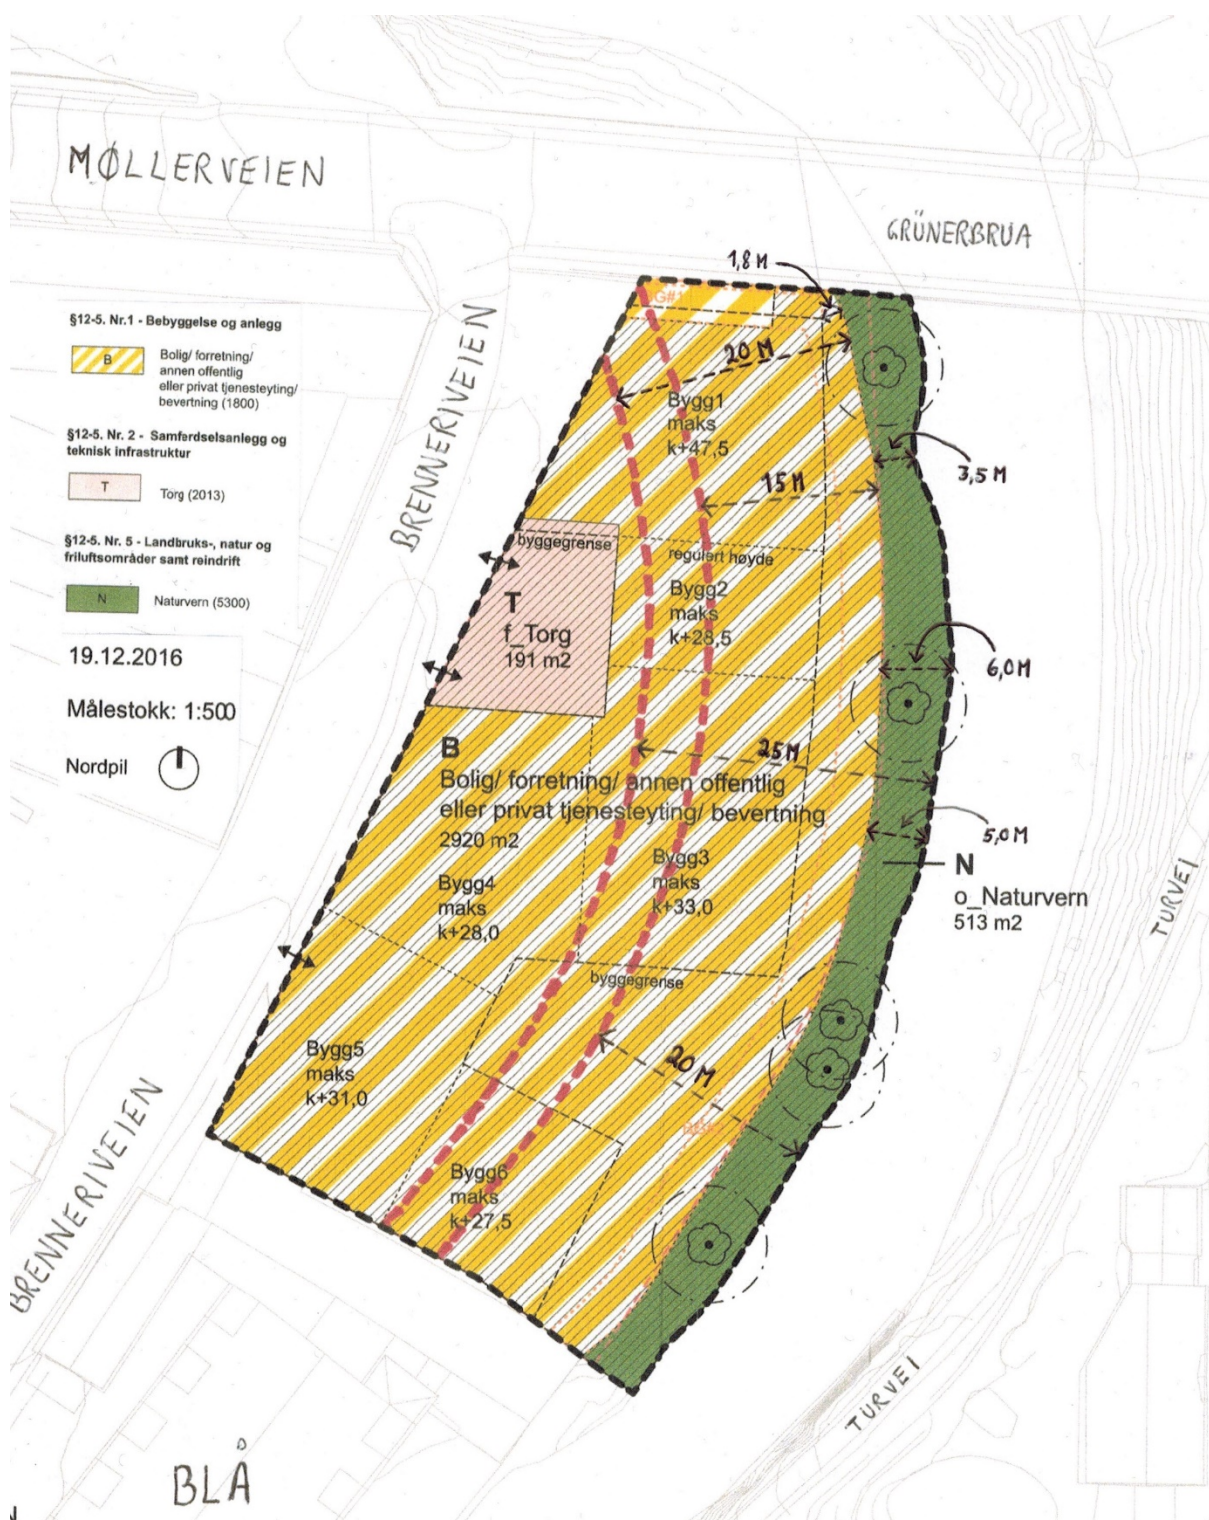 MØLLERVEIEN
GRÜNERBRUA
1,8 M
§12-5. Nr.1 - Bebyggelse og anlegg
B
Bolig/ forretning/
annen offentlig
eller privat tjenesteyting/
bevertning (1800)
§12-5. Nr. 2 - Samferdselsanlegg og
teknisk infrastruktur
T
Torg (2013)
§12-5. Nr. 5 - Landbruks-, natur og
friluftsområder samt reindrift
N
Naturvern (5300)
19.12.2016
Målestokk: 1:500
Nordpil
BRENNERIVEIEN
20 M
Bygg1
maks
k+47,5
3,5 M
15 M
byggegrense
regulert høyde
T
f_Torg
191 m2
Bygg2
maks
k+28,5
6,0 M
25 M
B
Bolig/ forretning/ annen offentlig
eller privat tjenesteyting/ bevertning
2920 m2
5,0 M
N
o_Naturvern
513 m2
TURVEI
Bygg3
maks
k+33,0
Bygg4
maks
k+28,0
byggegrense
20 M
Bygg5
maks
k+31,0
Bygg6
maks
k+27,5
BRENNERIVEIEN
TURVEI
BLÅ